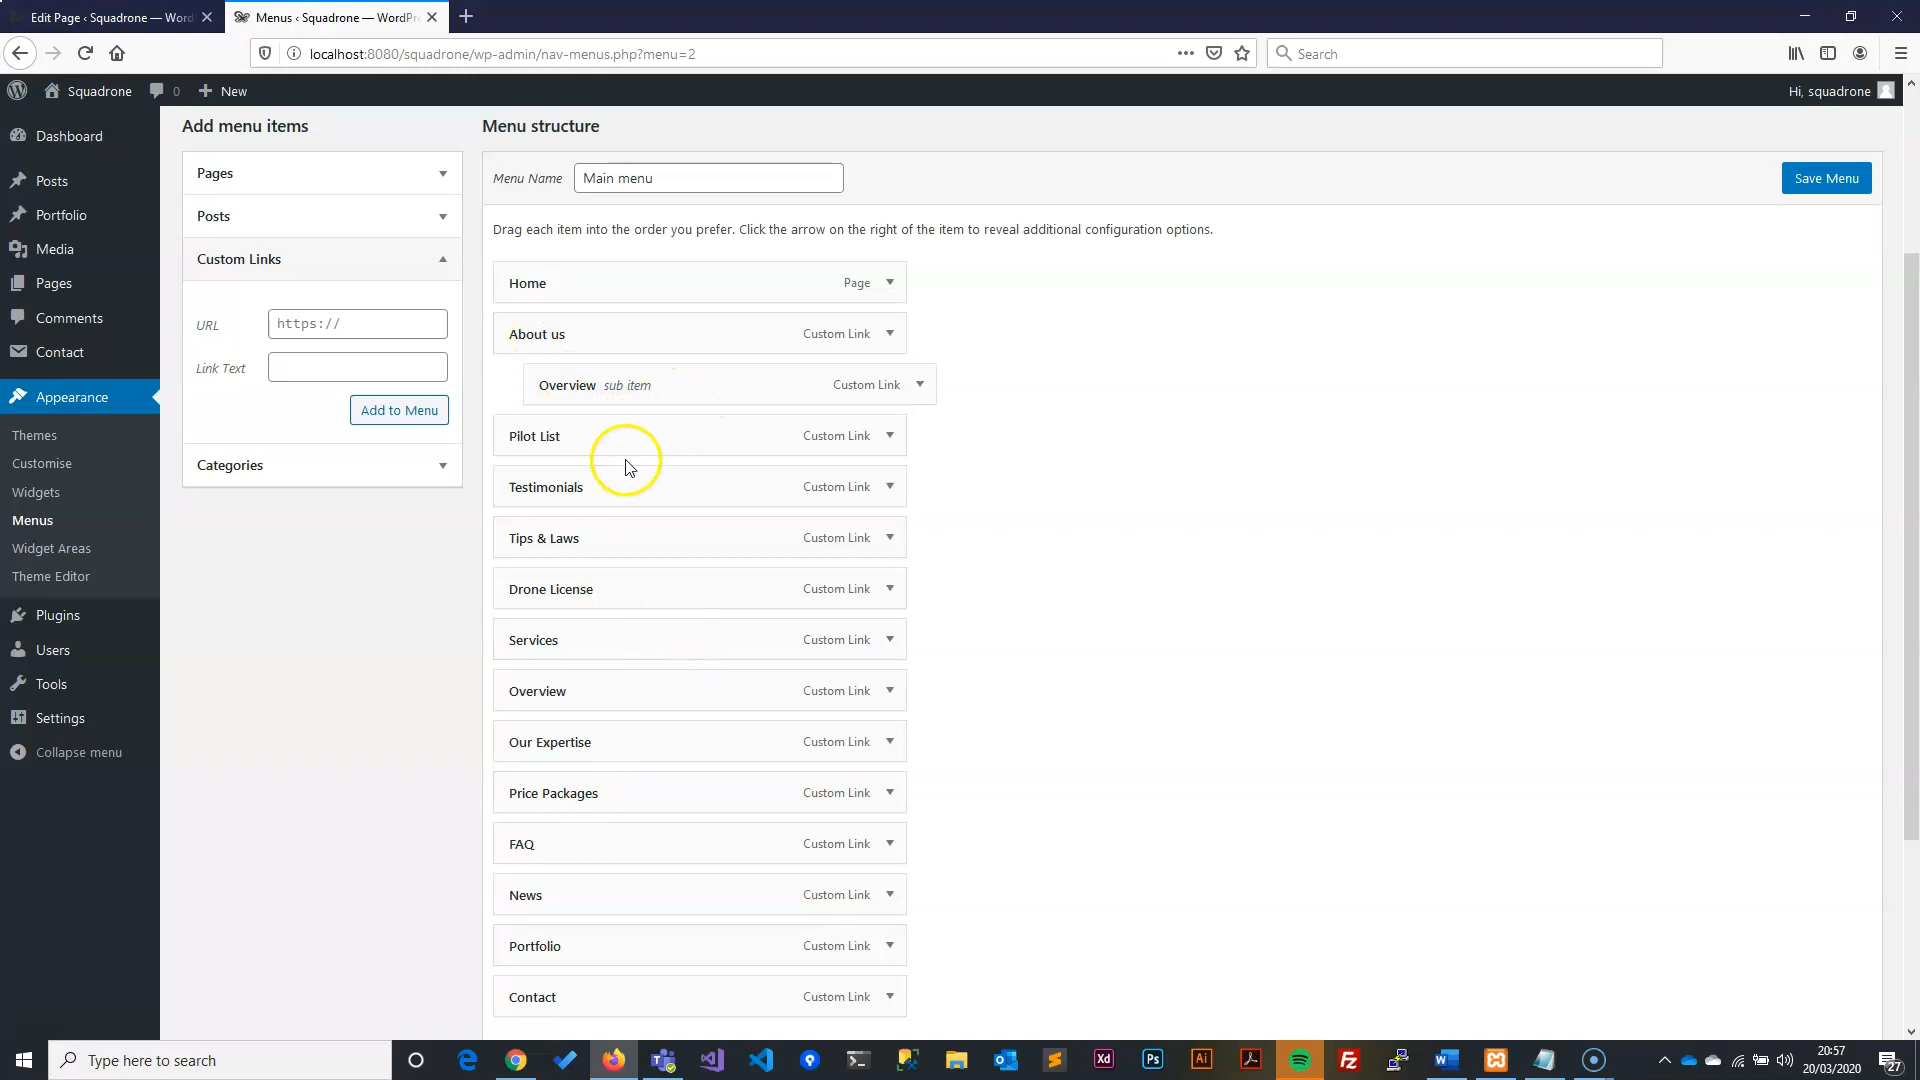 Edit Page ‹ Squadrone — Word
Menus ‹ Squadrone — WordPr
localhost:8080/squadrone/wp-admin/nav-menus.php?menu=2
Search
Squadrone
0
New
Hi, squadrone
Dashboard
Posts
Portfolio
Media
Pages
Comments
Contact
Appearance
Themes
Customise
Widgets
Menus
Widget Areas
Theme Editor
Plugins
Users
Tools
Settings
Collapse menu
Add menu items
Pages
Posts
Custom Links
URL
https://
Link Text
Add to Menu
Categories
Menu structure
Menu Name
Main menu
Save Menu
Drag each item into the order you prefer. Click the arrow on the right of the item to reveal additional configuration options.
Home Page
About us Custom Link
Overview sub item Custom Link
Pilot List Custom Link
Testimonials Custom Link
Tips & Laws Custom Link
Drone License Custom Link
Services Custom Link
Overview Custom Link
Our Expertise Custom Link
Price Packages Custom Link
FAQ Custom Link
News Custom Link
Portfolio Custom Link
Contact Custom Link
Type here to search
Xd
Ps
Ai
20:57
20/03/2020
27